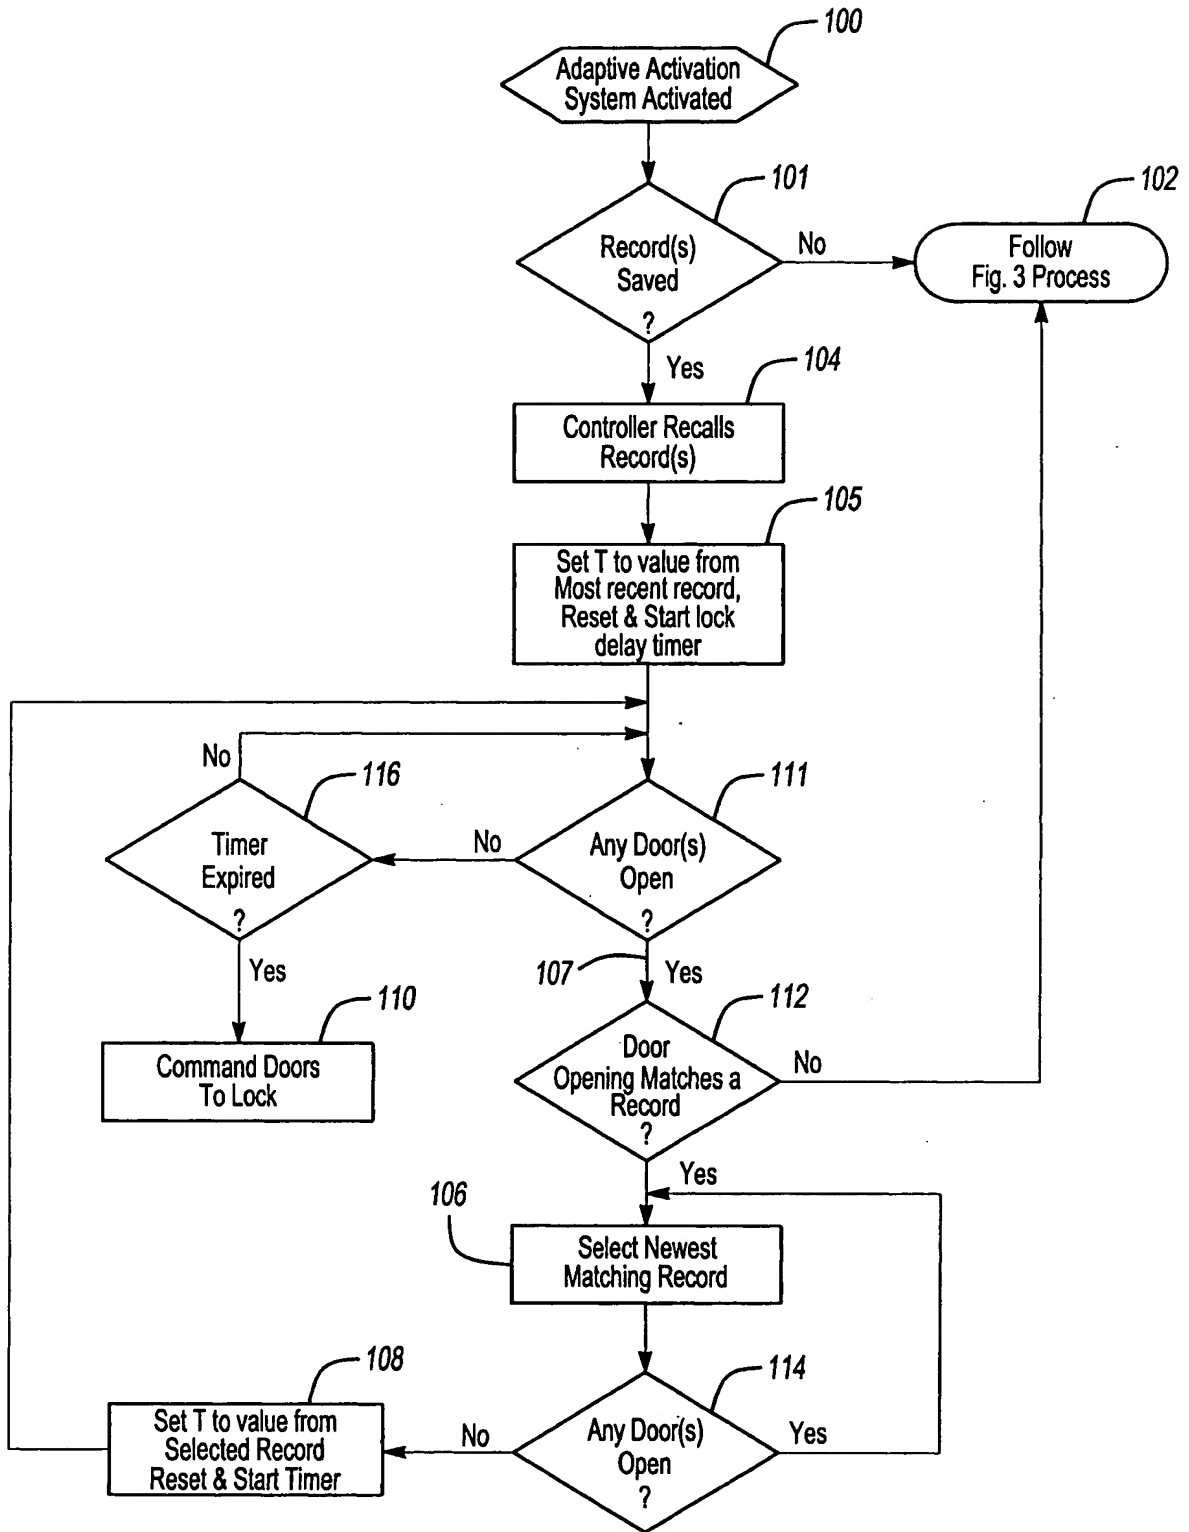 100
Adaptive Activation
System Activated
101
102
Record(s)
Saved
?
No
Follow
Fig. 3 Process
Yes
104
Controller Recalls
Record(s)
105
Set T to value from
Most recent record,
Reset & Start lock
delay timer
No
116
111
Timer
Expired
?
No
Any Door(s)
Open
?
107
Yes
Yes
110
112
Command Doors
To Lock
Door
Opening Matches a
Record
?
No
Yes
106
Select Newest
Matching Record
108
114
Set T to value from
Selected Record
Reset & Start Timer
No
Any Door(s)
Open
?
Yes